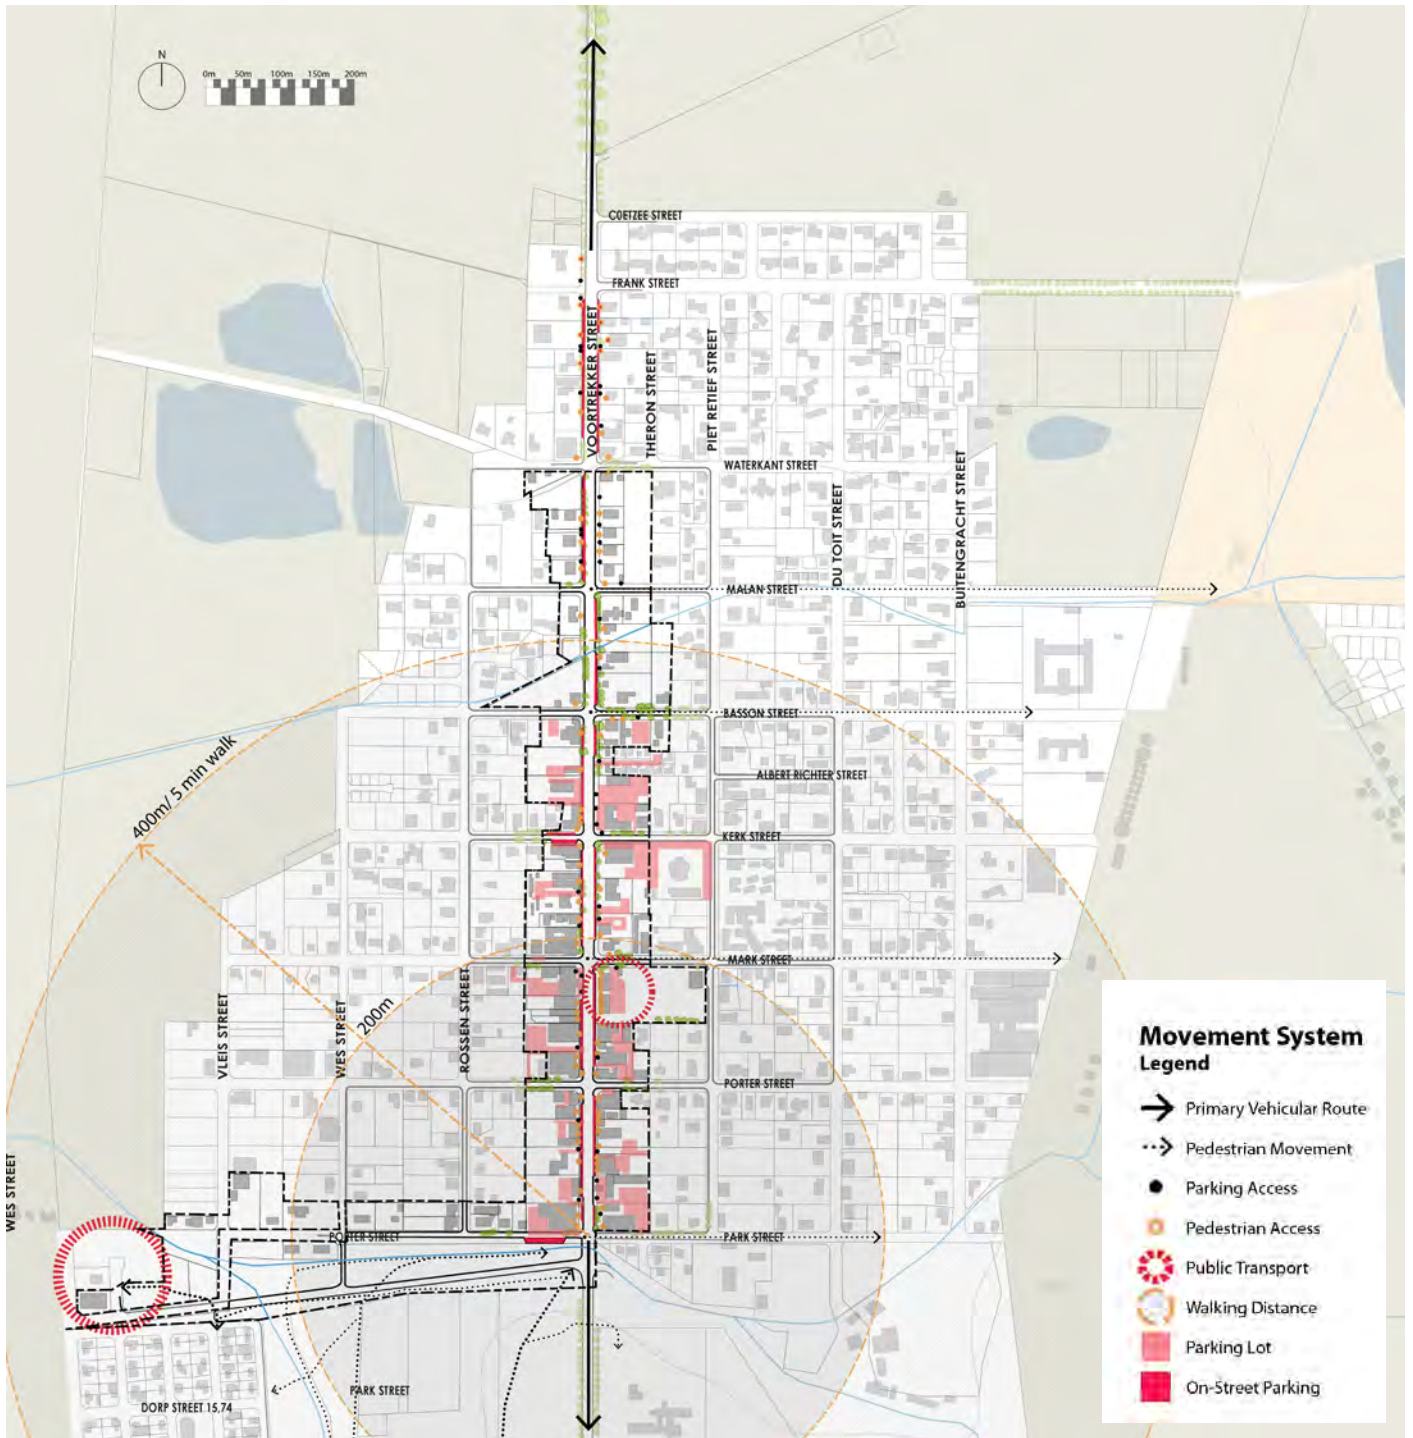 N
0m 50m 100m 150m 200m
COETZEE STREET
FRANK STREET
VOORTREKKER STREET
THERON STREET
PIET RETIEF STREET
WATERKANT STREET
DU TOIT STREET
BUITENGRACHT STREET
MALAN STREET
BASSON STREET
ALBERT RICHTER STREET
400m/ 5 min walk
KERK STREET
MARK STREET
200m
ROSSEN STREET
WES STREET
VLEIS STREET
PORTER STREET
WES STREET
PORTER STREET
PARK STREET
PARK STREET
DORP STREET 15,74
Movement System
Legend
Primary Vehicular Route
Pedestrian Movement
Parking Access
Pedestrian Access
Public Transport
Walking Distance
Parking Lot
On-Street Parking